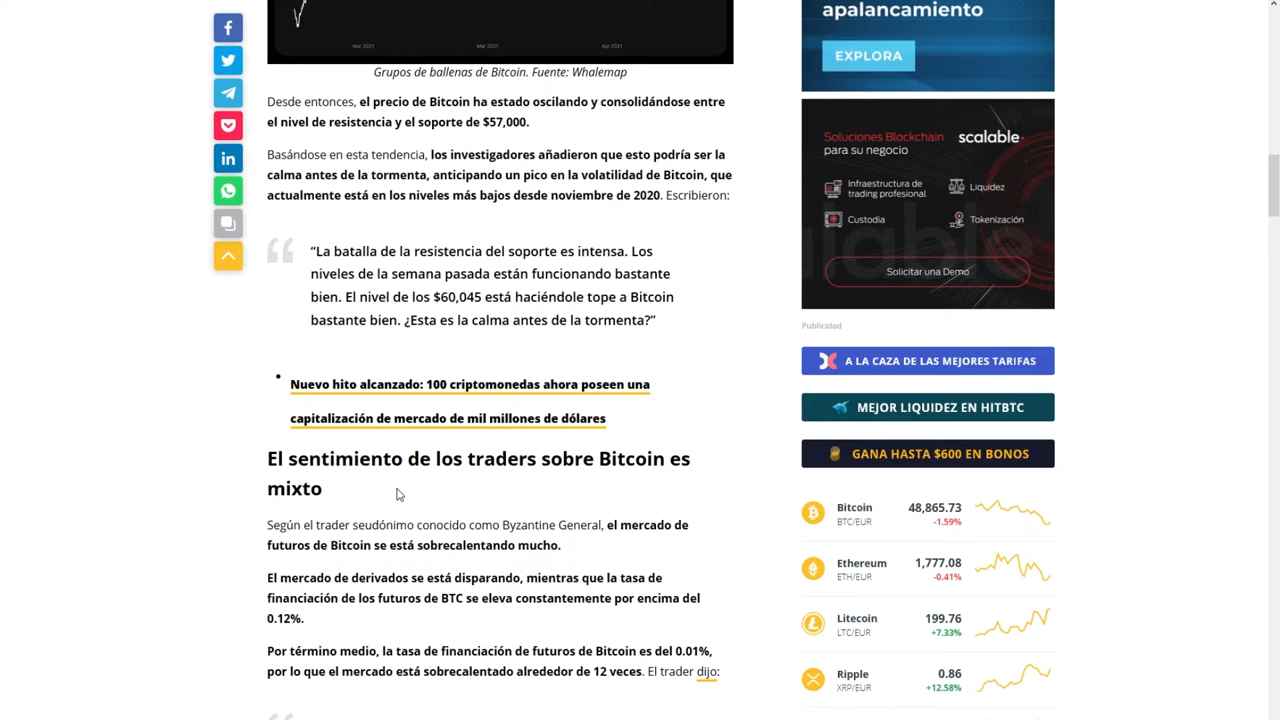 Mar 2021
Mar 2021
Apr 2021
Grupos de ballenas de Bitcoin. Fuente: Whalemap
Desde entonces, el precio de Bitcoin ha estado oscilando y consolidándose entre
el nivel de resistencia y el soporte de $57,000.
Basándose en esta tendencia, los investigadores añadieron que esto podría ser la
calma antes de la tormenta, anticipando un pico en la volatilidad de Bitcoin, que
actualmente está en los niveles más bajos desde noviembre de 2020. Escribieron:
“La batalla de la resistencia del soporte es intensa. Los
niveles de la semana pasada están funcionando bastante
bien. El nivel de los $60,045 está haciéndole tope a Bitcoin
bastante bien. ¿Esta es la calma antes de la tormenta?”
Nuevo hito alcanzado: 100 criptomonedas ahora poseen una
capitalización de mercado de mil millones de dólares
El sentimiento de los traders sobre Bitcoin es
mixto
Según el trader seudónimo conocido como Byzantine General, el mercado de
futuros de Bitcoin se está sobrecalentando mucho.
El mercado de derivados se está disparando, mientras que la tasa de
financiación de los futuros de BTC se eleva constantemente por encima del
0.12%.
Por término medio, la tasa de financiación de futuros de Bitcoin es del 0.01%,
por lo que el mercado está sobrecalentado alrededor de 12 veces. El trader dijo:
apalancamiento
EXPLORA
Soluciones Blockchain
para su negocio
scalable
Infraestructura de
trading profesional
Liquidez
Custodia
Tokenización
Solicitar una Demo
Publicidad
A LA CAZA DE LAS MEJORES TARIFAS
MEJOR LIQUIDEZ EN HITBTC
GANA HASTA $600 EN BONOS
Bitcoin 48,865.73
BTC/EUR -1.59%
Ethereum 1,777.08
ETH/EUR -0.41%
Litecoin 199.76
LTC/EUR +7.33%
Ripple 0.86
XRP/EUR +12.58%